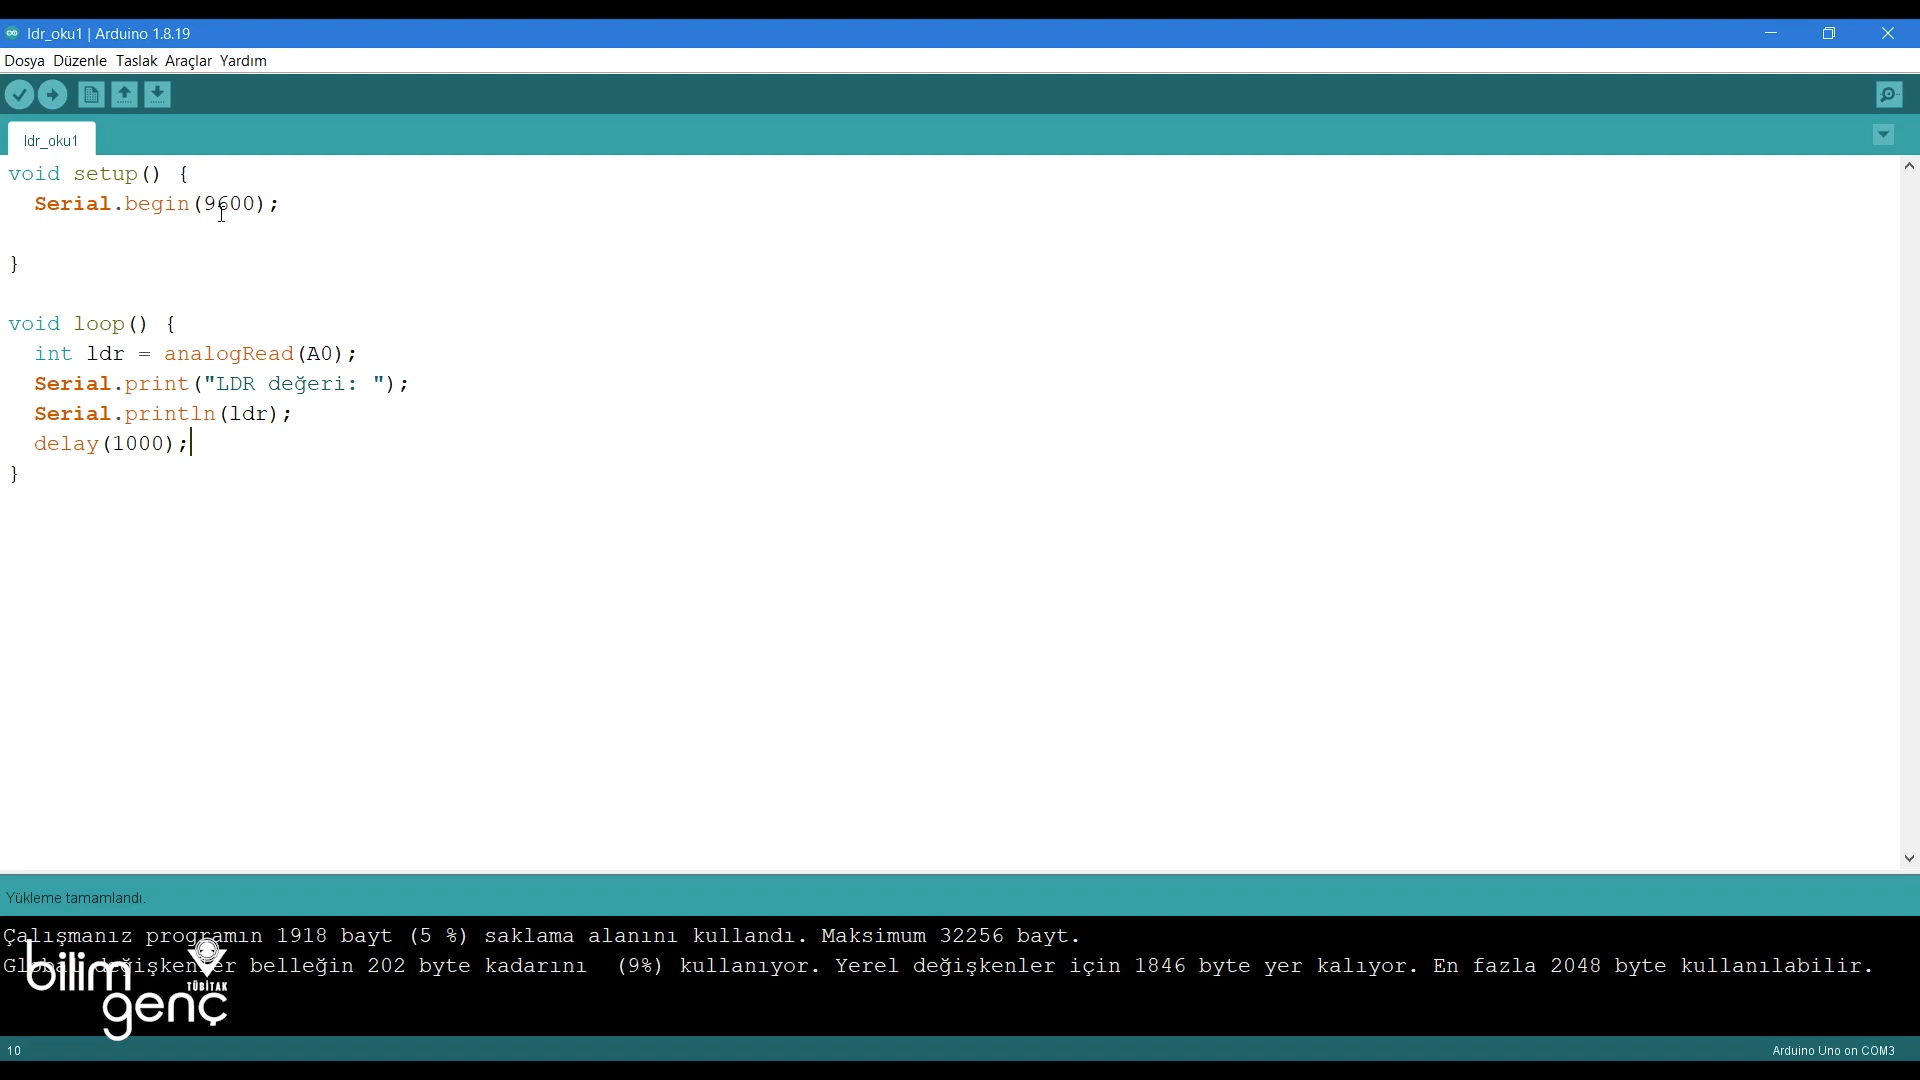 ldr_oku1 | Arduino 1.8.19
Dosya Düzenle Taslak Araçlar Yardım
ldr_oku1
void setup() {
  Serial.begin(9600);
}
void loop() {
  int ldr = analogRead(A0);
  Serial.print("LDR değeri: ");
  Serial.println(ldr);
  delay(1000);
}
Yükleme tamamlandı.
Çalışmanız programın 1918 bayt (5 %) saklama alanını kullandı. Maksimum 32256 bayt.
Global değişkenler belleğin 202 byte kadarını  (9%) kullanıyor. Yerel değişkenler için 1846 byte yer kalıyor. En fazla 2048 byte kullanılabilir.
bilim
TÜBİTAK
genç
10
Arduino Uno on COM3